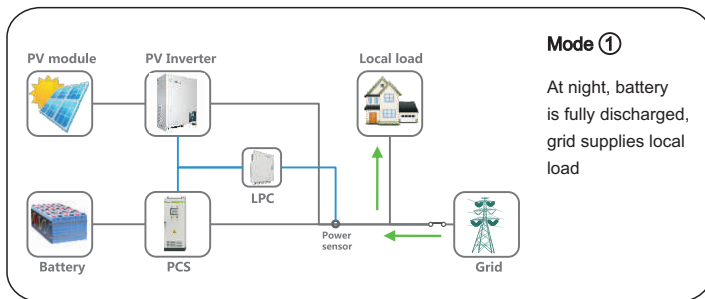 PV module
PV Inverter
Local load
Mode ①
At night, battery
is fully discharged,
grid supplies local
load
LPC
Power
sensor
Battery
PCS
Grid